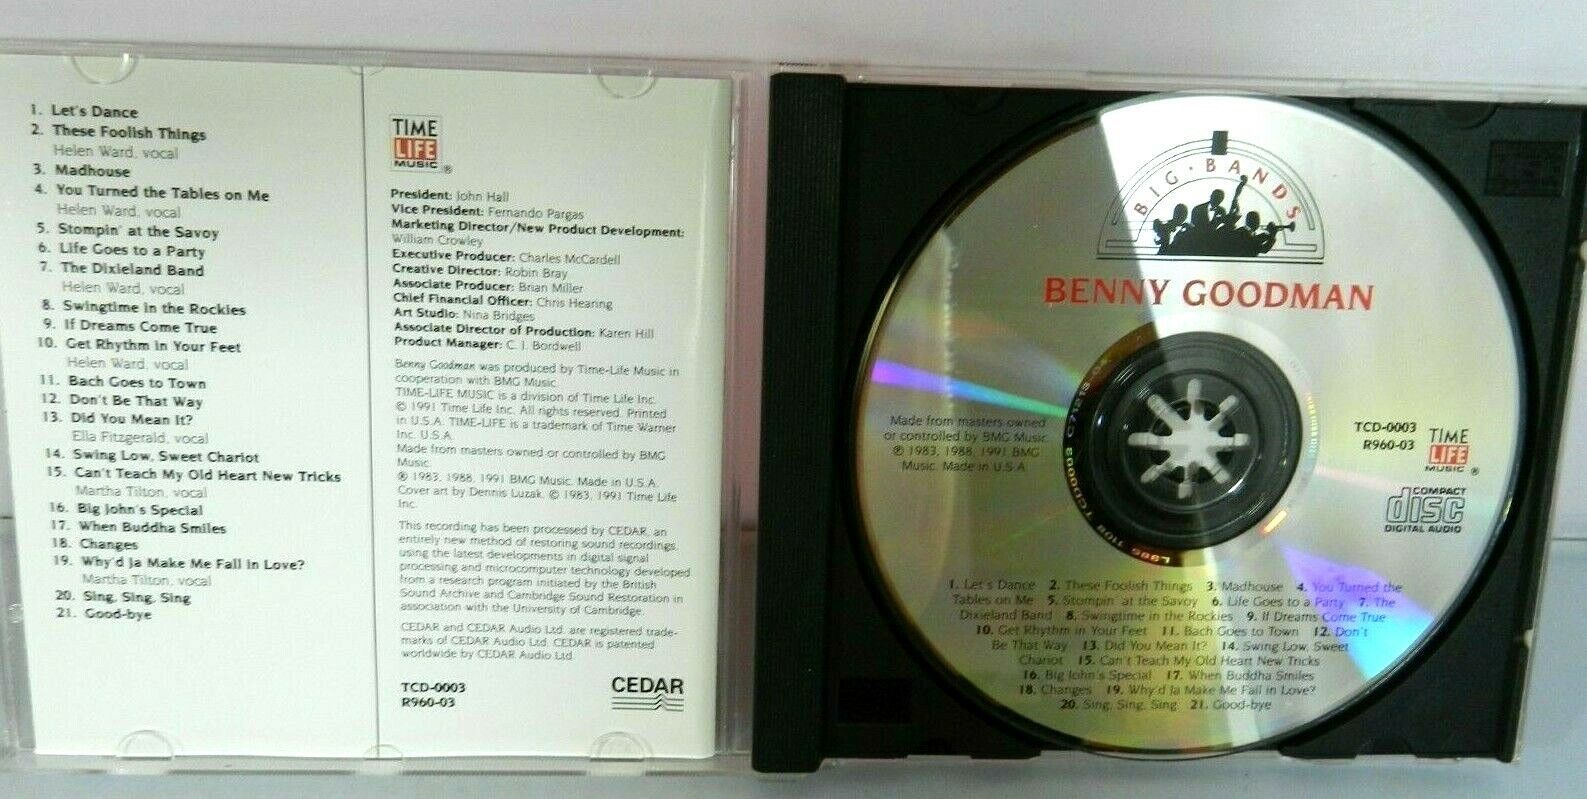 1. Let's Dance
2. These Foolish Things
Helen Ward, vocal
3. Madhouse
4. You Turned the Tables on Me
Helen Ward, vocal
5. Stompin' at the Savoy
6. Life Goes to a Party
7. The Dixieland Band
Helen Ward, vocal
8. Swingtime in the Rockies
9. If Dreams Come True
10. Get Rhythm in Your Feet
Helen Ward, vocal
11. Bach Goes to Town
12. Don't Be That Way
13. Did You Mean It?
Ella Fitzgerald, vocal
14. Swing Low, Sweet Chariot
15. Can't Teach My Old Heart New Tricks
Martha Tilton, vocal
16. Big John's Special
17. When Buddha Smiles
18. Changes
19. Why'd Ja Make Me Fall in Love?
Martha Tilton, vocal
20. Sing, Sing, Sing
21. Good-bye
TIME
LIFE
MUSIC ®
President: John Hall
Vice President: Fernando Pargas
Marketing Director/New Product Development:
William Crowley
Executive Producer: Charles McCardell
Creative Director: Robin Bray
Associate Producer: Brian Miller
Chief Financial Officer: Chris Hearing
Art Studio: Nina Bridges
Associate Director of Production: Karen Hill
Product Manager: C. J. Bordwell
Benny Goodman was produced by Time-Life Music in
cooperation with BMG Music.
TIME-LIFE MUSIC is a division of Time Life Inc.
© 1991 Time Life Inc. All rights reserved. Printed
in U.S.A. TIME-LIFE is a trademark of Time Warner
Inc. U.S.A.
Made from masters owned or controlled by BMG
Music.
℗ 1983, 1988, 1991 BMG Music. Made in U.S.A.
Cover art by Dennis Luzak. © 1983, 1991 Time Life
Inc.
This recording has been processed by CEDAR, an
entirely new method of restoring sound recordings,
using the latest developments in digital signal
processing and microcomputer technology developed
from a research program initiated by the British
Sound Archive and Cambridge Sound Restoration in
association with the University of Cambridge.
CEDAR and CEDAR Audio Ltd. are registered trade-
marks of CEDAR Audio Ltd. CEDAR is patented
worldwide by CEDAR Audio Ltd.
TCD-0003
R960-03
CEDAR
BIG · BANDS
BENNY GOODMAN
Made from masters owned
or controlled by BMG Music
℗ 1983, 1988, 1991 BMG
Music. Made in U.S.A
TCD-0003
R960-03
TIME
LIFE
MUSIC ®
COMPACT
disc
DIGITAL AUDIO
1. Let's Dance 2. These Foolish Things 3. Madhouse 4. You Turned the
Tables on Me 5. Stompin' at the Savoy 6. Life Goes to a Party 7. The
Dixieland Band 8. Swingtime in the Rockies 9. If Dreams Come True
10. Get Rhythm in Your Feet 11. Bach Goes to Town 12. Don't
Be That Way 13. Did You Mean It? 14. Swing Low, Sweet
Chariot 15. Can't Teach My Old Heart New Tricks
16. Big John's Special 17. When Buddha Smiles
18. Changes 19. Why'd Ja Make Me Fall in Love?
20. Sing, Sing, Sing 21. Good-bye